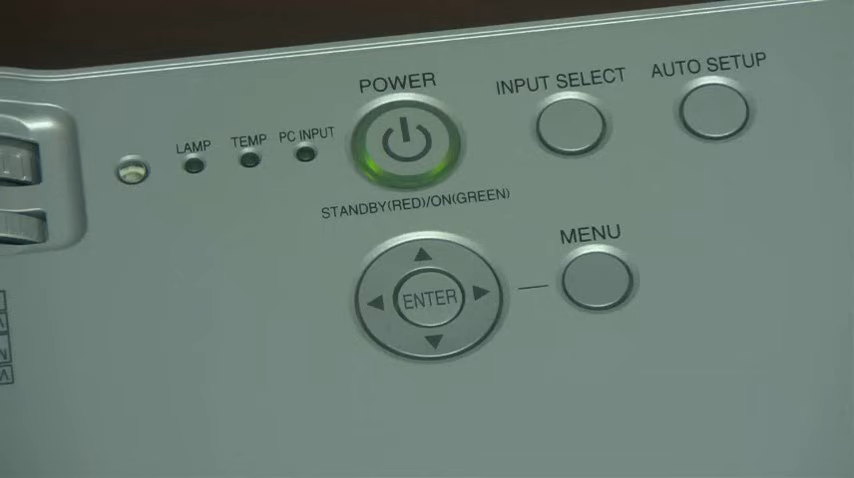 POWER
INPUT SELECT
AUTO SETUP
LAMP
TEMP
PC INPUT
STANDBY(RED)/ON(GREEN)
MENU
ENTER